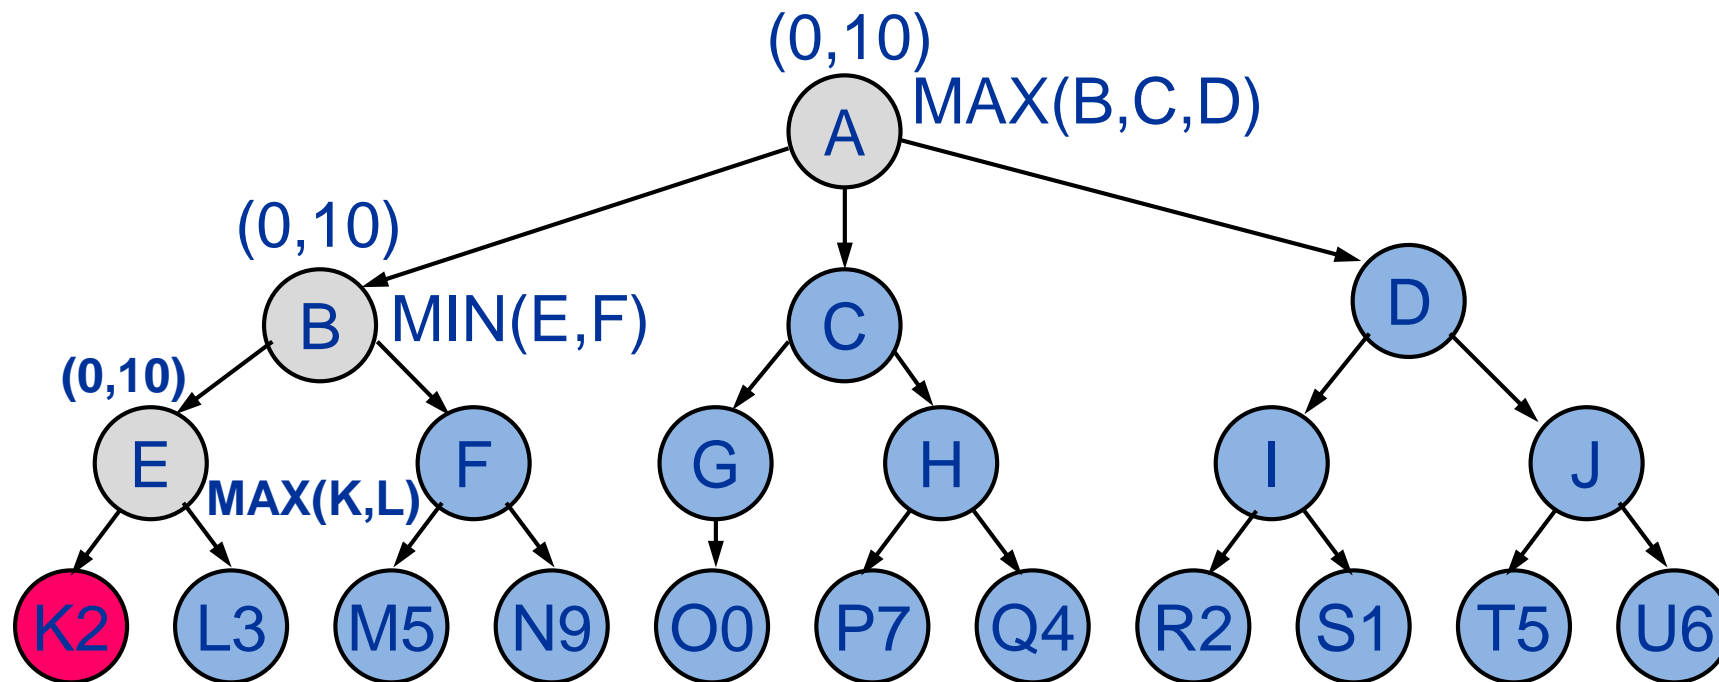 (0,10)
A MAX(B,C,D)
(0,10)
B MIN(E,F) C D
(0,10)
E MAX(K,L) F G H I J
K2 L3 M5 N9 O0 P7 Q4 R2 S1 T5 U6